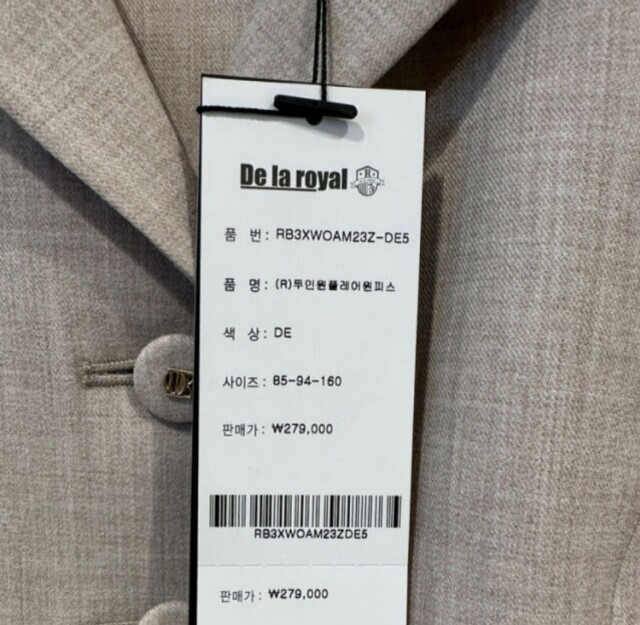 De la royal
품 번 : RB3XWOAM23Z-DE5
품 명 : (R)투인원플레어원피스
색 상 : DE
사이즈 : 85-94-160
판매가 : ₩279,000
RB3XWOAM23ZDE5
판매가 : ₩279,000